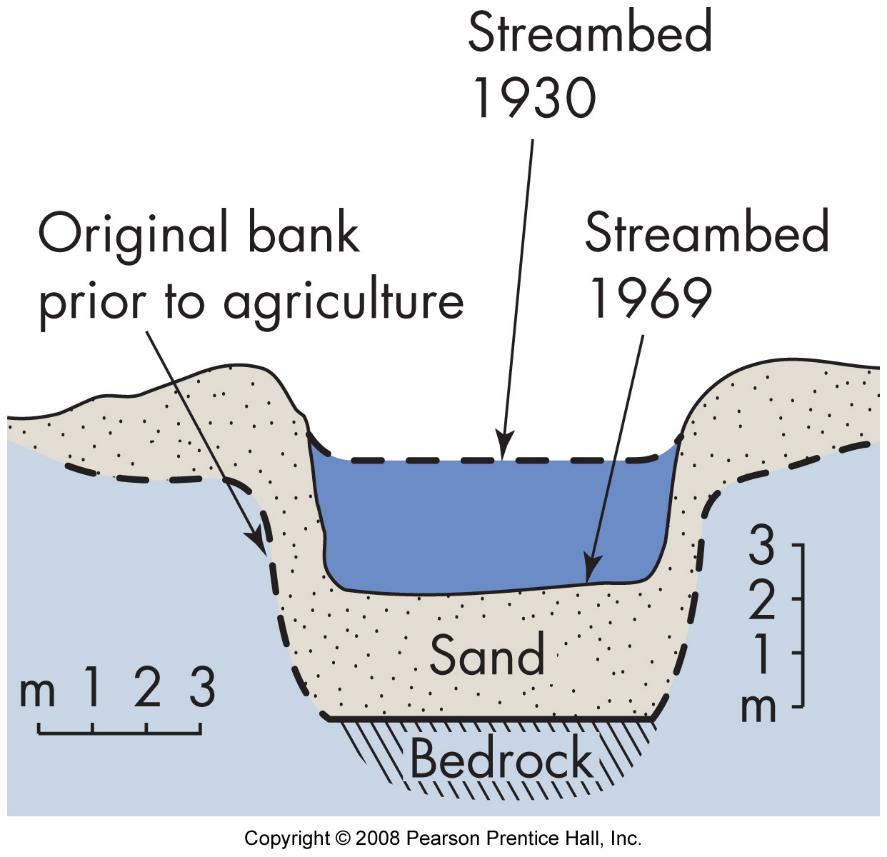 Streambed
1930
Original bank
prior to agriculture
Streambed
1969
3
2
1
m
Sand
m 1 2 3
Bedrock
Copyright © 2008 Pearson Prentice Hall, Inc.